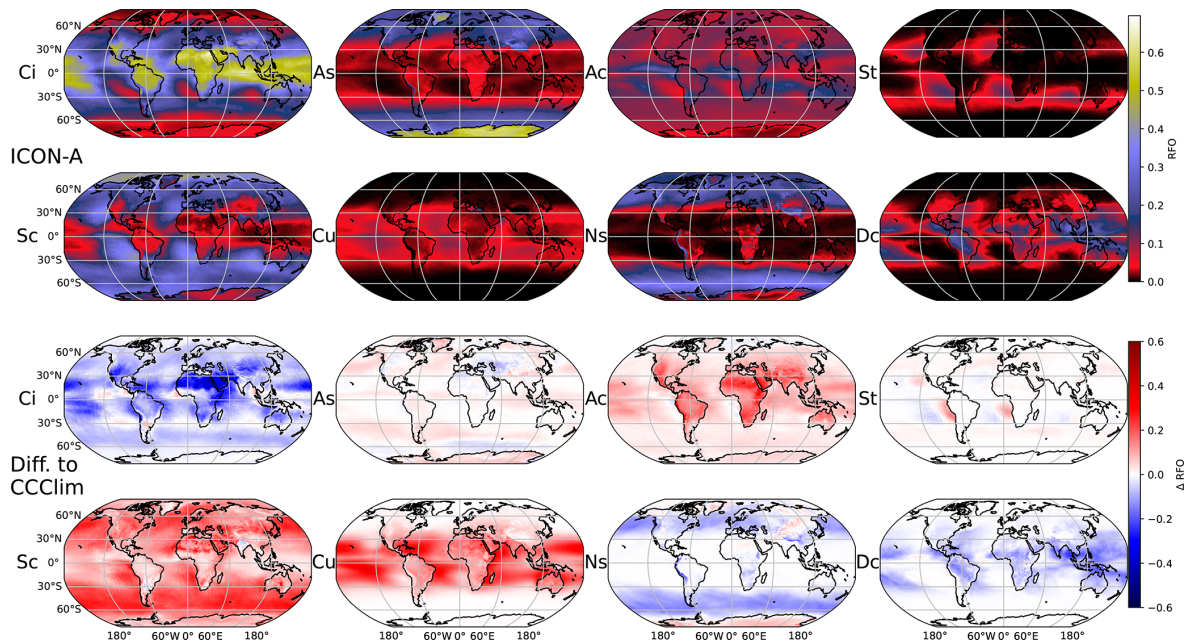 60°N
30°N
Ci 0° As Ac St
30°S
60°S
0.6
0.5
0.4
0.3
0.2
0.1
0.0
RFO
ICON-A
60°N
30°N
Sc 0° Cu Ns Dc
30°S
60°S
60°N
30°N
Ci 0° As Ac St
30°S
60°S
0.6
0.4
0.2
0.0
−0.2
−0.4
−0.6
Δ RFO
Diff. to
CCClim
60°N
30°N
Sc 0° Cu Ns Dc
30°S
60°S
180° 60°W 0° 60°E 180° 180° 60°W 0° 60°E 180° 180° 60°W 0° 60°E 180° 180° 60°W 0° 60°E 180°